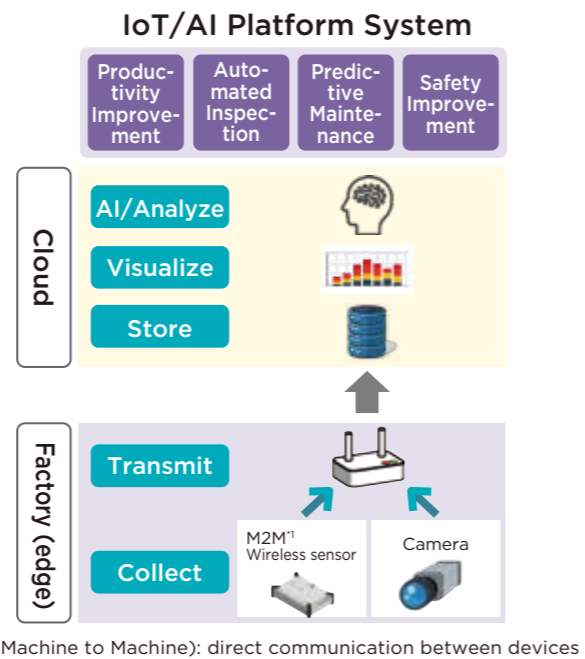 IoT/AI Platform System
Produc-
tivity
Improve-
ment
Auto-
mated
Inspec-
tion
Predic-
tive
Mainte-
nance
Safety
Improve-
ment
Cloud
AI/Analyze
Visualize
Store
Factory (edge)
Transmit
Collect
M2M*1
Wireless sensor
Camera
Machine to Machine): direct communication between devices